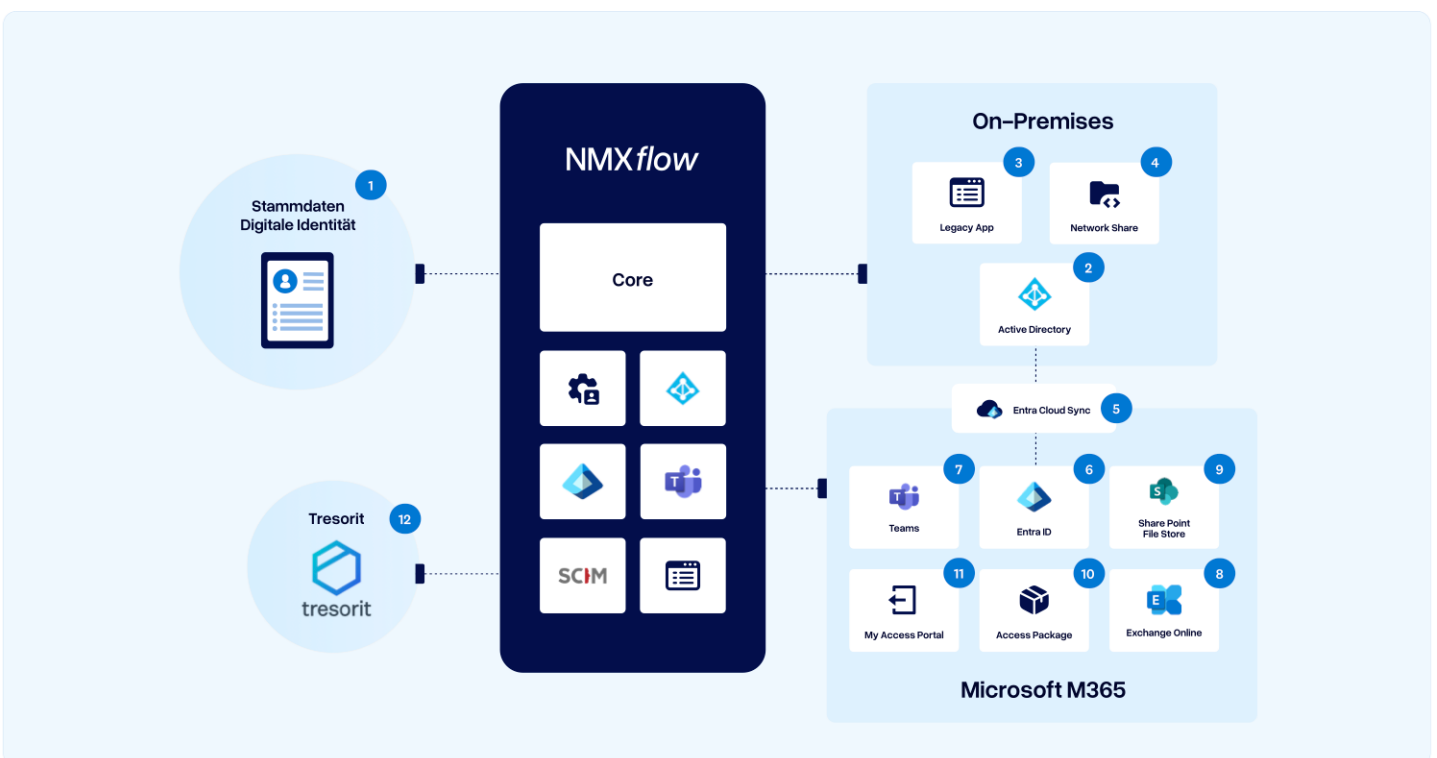 Stammdaten
Digitale Identität
1
Tresorit
12
tresorit
NMXflow
Core
SCIM
On-Premises
3
Legacy App
4
Network Share
2
Active Directory
Entra Cloud Sync
5
7
Teams
6
Entra ID
9
Share Point
File Store
11
My Access Portal
10
Access Package
8
Exchange Online
Microsoft M365